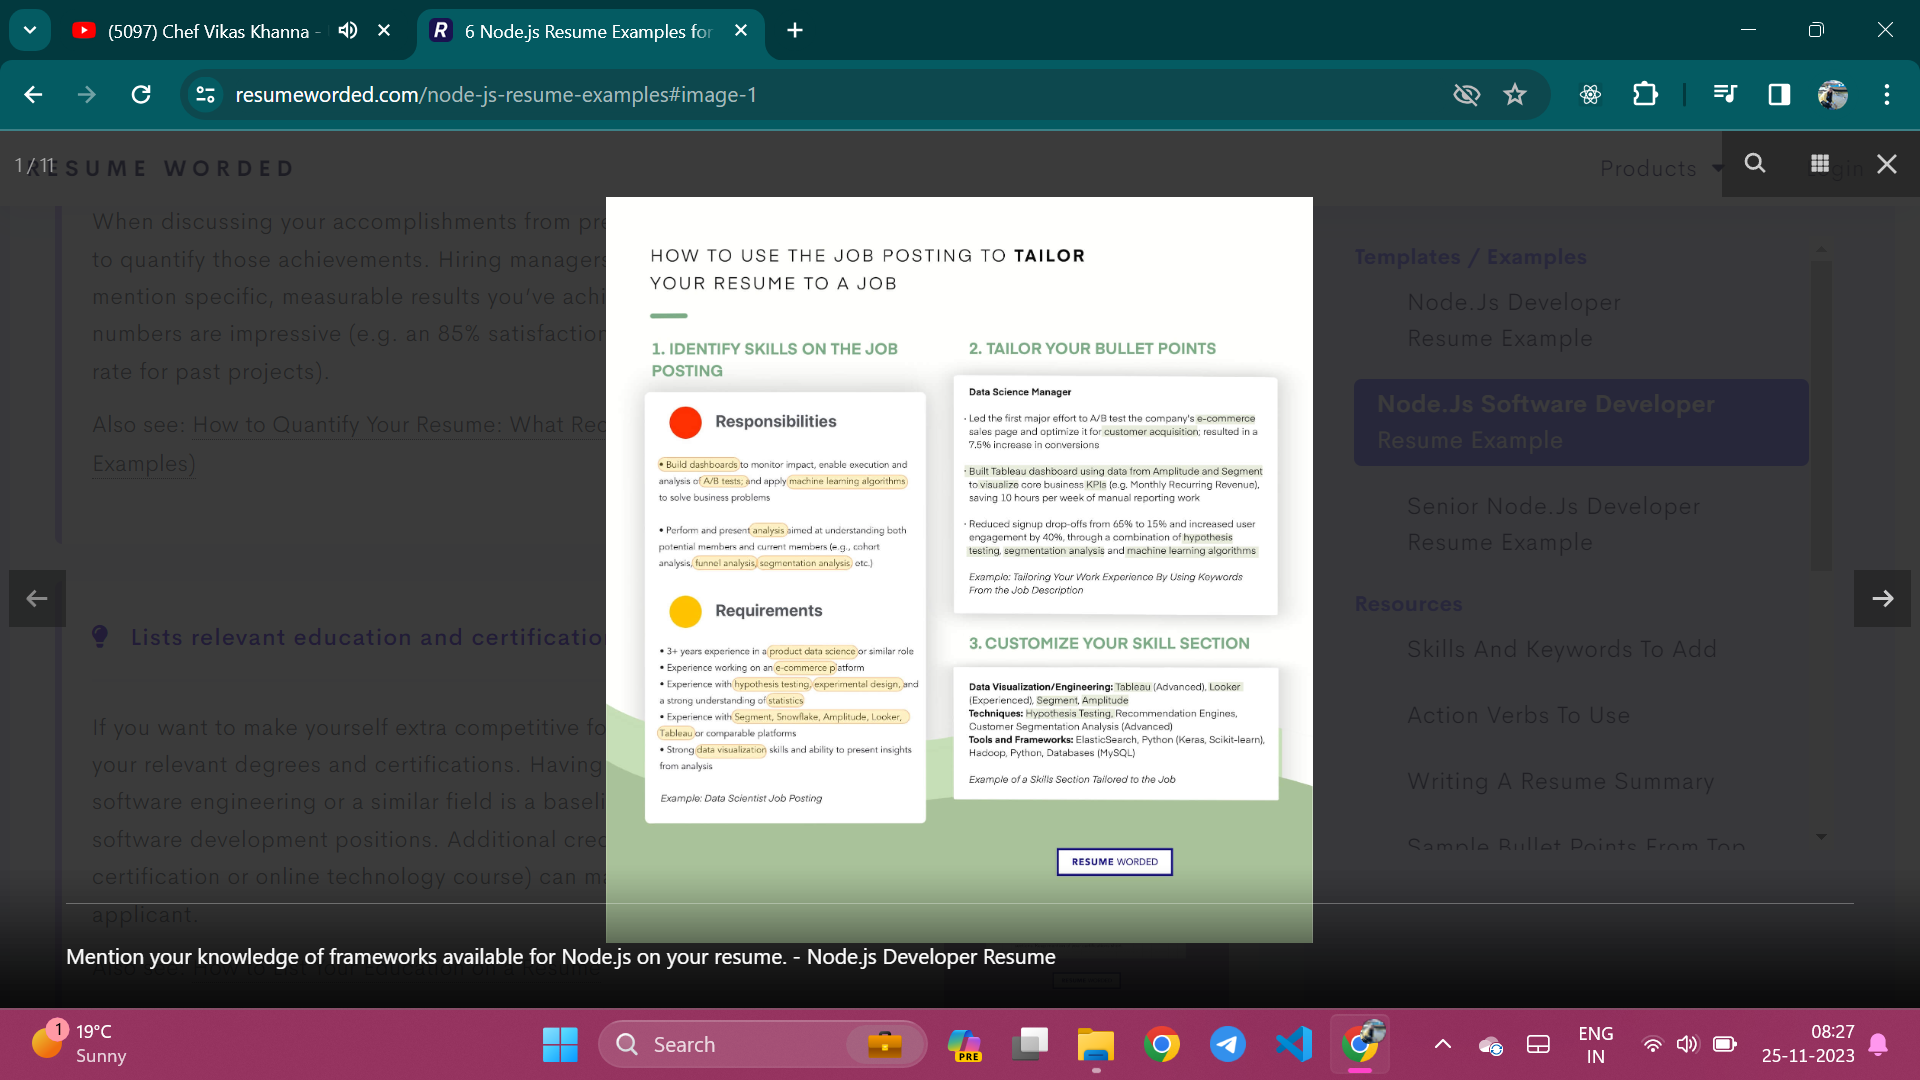 (5097) Chef Vikas Khanna -
6 Node.js Resume Examples for
resumeworded.com/node-js-resume-examples#image-1
1 / 11
RESUME WORDED
Products
Login
When discussing your accomplishments from pre
to quantify those achievements. Hiring managers
mention specific, measurable results you've achi
numbers are impressive (e.g. an 85% satisfaction
rate for past projects).
Also see: How to Quantify Your Resume: What Rec
Examples)
Lists relevant education and certification
If you want to make yourself extra competitive fo
your relevant degrees and certifications. Having
software engineering or a similar field is a baseli
software development positions. Additional cred
certification or online technology course) can ma
applicant.
HOW TO USE THE JOB POSTING TO TAILOR
YOUR RESUME TO A JOB
1. IDENTIFY SKILLS ON THE JOB
POSTING
Responsibilities
• Build dashboards to monitor impact, enable execution and
analysis of A/B tests; and apply machine learning algorithms
to solve business problems
• Perform and present analysis aimed at understanding both
potential members and current members (e.g., cohort
analysis, funnel analysis, segmentation analysis, etc.)
Requirements
• 3+ years experience in a product data science or similar role
• Experience working on an e-commerce platform
• Experience with hypothesis testing, experimental design, and
a strong understanding of statistics
• Experience with Segment, Snowflake, Amplitude, Looker,
Tableau or comparable platforms
• Strong data visualization skills and ability to present insights
from analysis
Example: Data Scientist Job Posting
2. TAILOR YOUR BULLET POINTS
Data Science Manager
· Led the first major effort to A/B test the company's e-commerce
sales page and optimize it for customer acquisition; resulted in a
7.5% increase in conversions
· Built Tableau dashboard using data from Amplitude and Segment
to visualize core business KPIs (e.g. Monthly Recurring Revenue),
saving 10 hours per week of manual reporting work
· Reduced signup drop-offs from 65% to 15% and increased user
engagement by 40%, through a combination of hypothesis
testing, segmentation analysis and machine learning algorithms
Example: Tailoring Your Work Experience By Using Keywords
From the Job Description
3. CUSTOMIZE YOUR SKILL SECTION
Data Visualization/Engineering: Tableau (Advanced), Looker
(Experienced), Segment, Amplitude
Techniques: Hypothesis Testing, Recommendation Engines,
Customer Segmentation Analysis (Advanced)
Tools and Frameworks: ElasticSearch, Python (Keras, Scikit-learn),
Hadoop, Python, Databases (MySQL)
Example of a Skills Section Tailored to the Job
RESUME WORDED
Templates / Examples
Node.Js Developer
Resume Example
Node.Js Software Developer
Resume Example
Senior Node.Js Developer
Resume Example
Resources
Skills And Keywords To Add
Action Verbs To Use
Writing A Resume Summary
Sample Bullet Points From Top
Mention your knowledge of frameworks available for Node.js on your resume. - Node.js Developer Resume
1
19°C
Sunny
Search
PRE
ENG
IN
08:27
25-11-2023